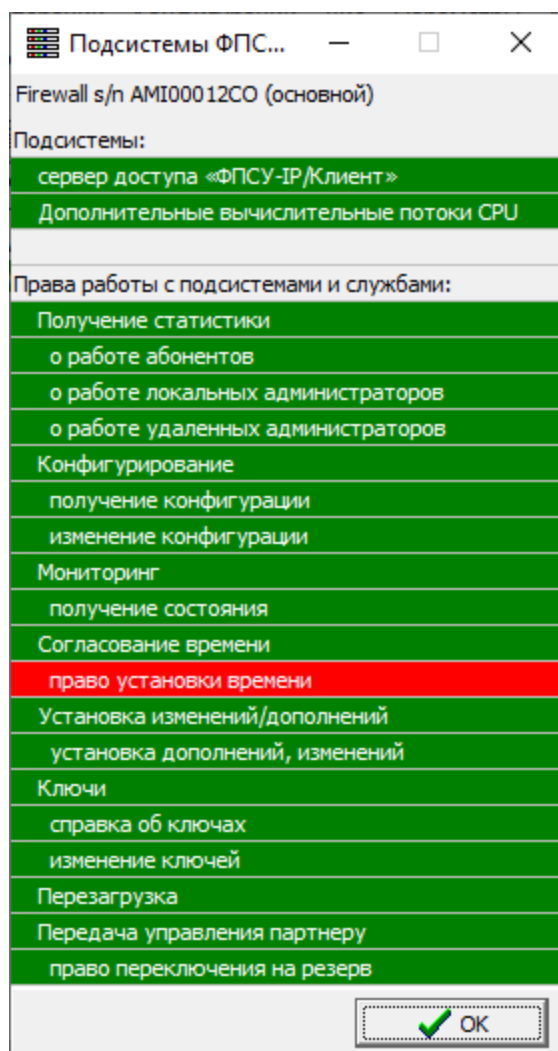 Подсистемы ФПС...
Firewall s/n AMI00012CO (основной)
Подсистемы:
сервер доступа «ФПСУ-IP/Клиент»
Дополнительные вычислительные потоки CPU
Права работы с подсистемами и службами:
Получение статистики
о работе абонентов
о работе локальных администраторов
о работе удаленных администраторов
Конфигурирование
получение конфигурации
изменение конфигурации
Мониторинг
получение состояния
Согласование времени
право установки времени
Установка изменений/дополнений
установка дополнений, изменений
Ключи
справка об ключах
изменение ключей
Перезагрузка
Передача управления партнеру
право переключения на резерв
OK